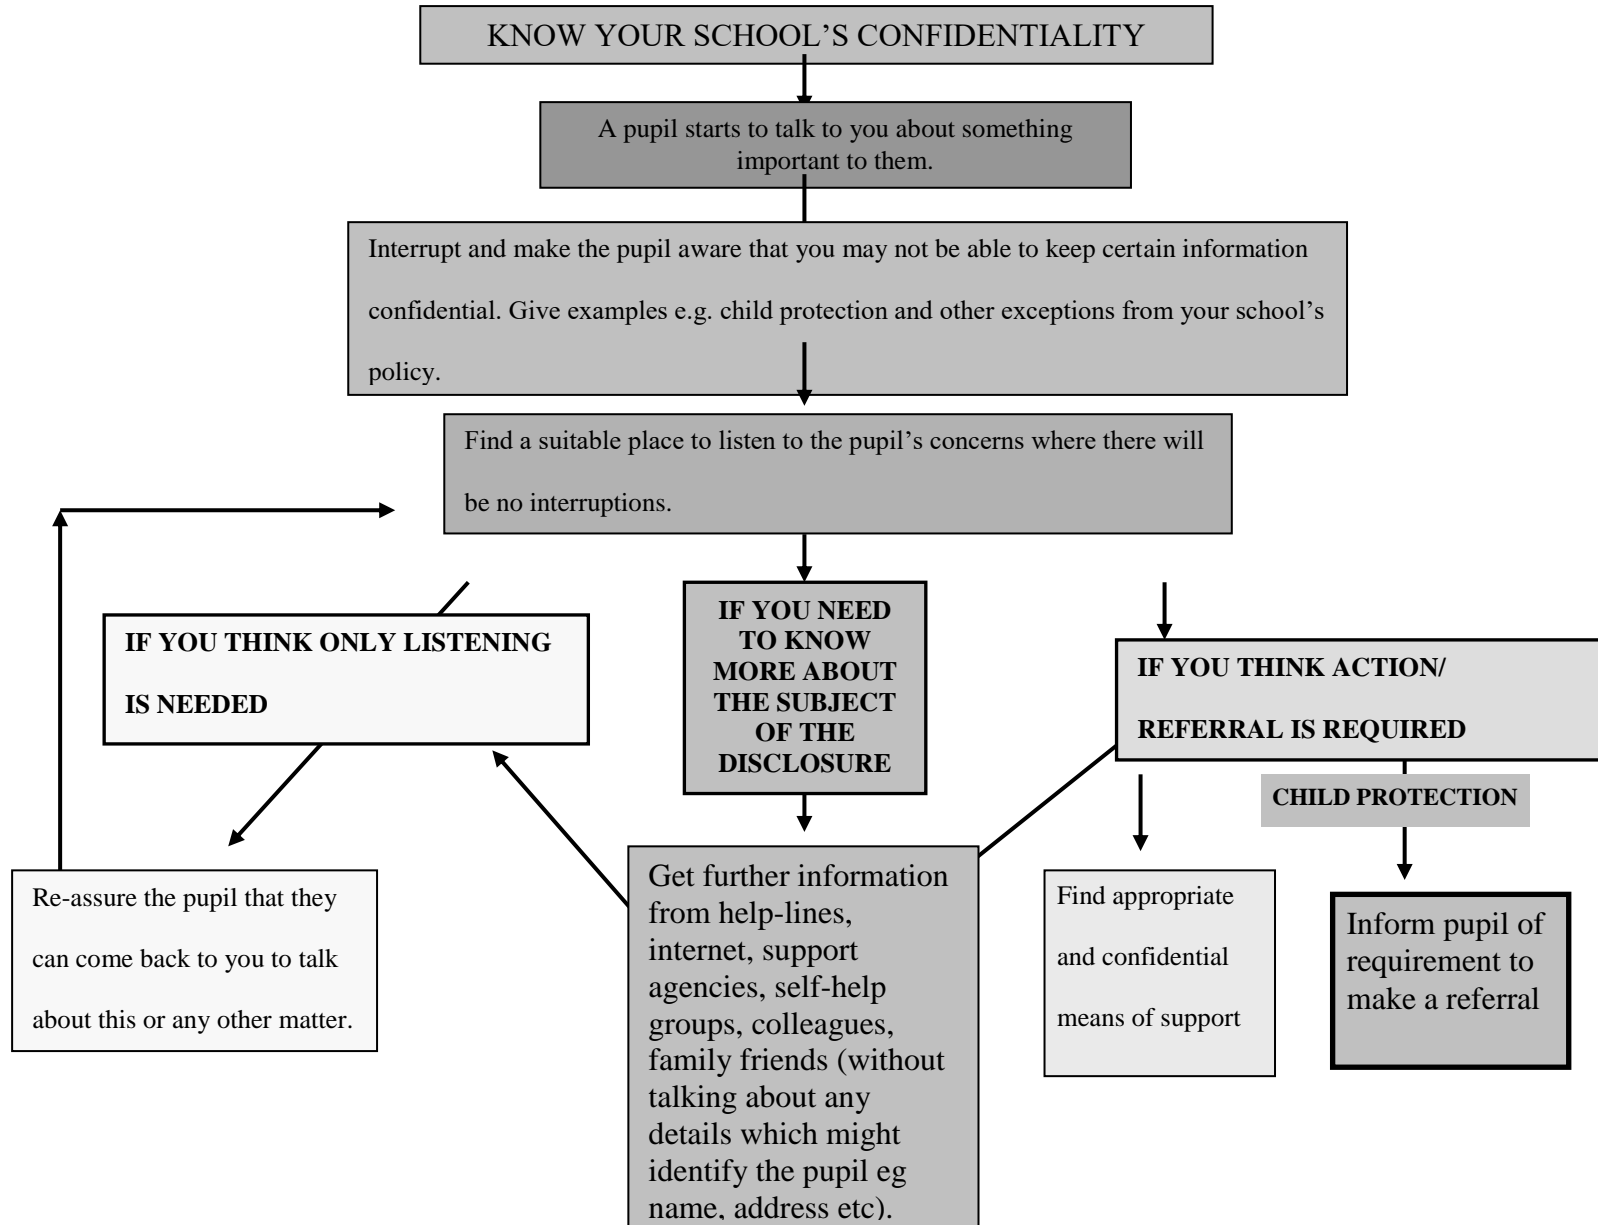 KNOW YOUR SCHOOL’S CONFIDENTIALITY
A pupil starts to talk to you about something
important to them.
Interrupt and make the pupil aware that you may not be able to keep certain information
confidential. Give examples e.g. child protection and other exceptions from your school’s
policy.
Find a suitable place to listen to the pupil’s concerns where there will
be no interruptions.
IF YOU THINK ONLY LISTENING
IS NEEDED
IF YOU NEED
TO KNOW
MORE ABOUT
THE SUBJECT
OF THE
DISCLOSURE
IF YOU THINK ACTION/
REFERRAL IS REQUIRED
CHILD PROTECTION
Re-assure the pupil that they
can come back to you to talk
about this or any other matter.
Get further information
from help-lines,
internet, support
agencies, self-help
groups, colleagues,
family friends (without
talking about any
details which might
identify the pupil eg
name, address etc).
Find appropriate
and confidential
means of support
Inform pupil of
requirement to
make a referral